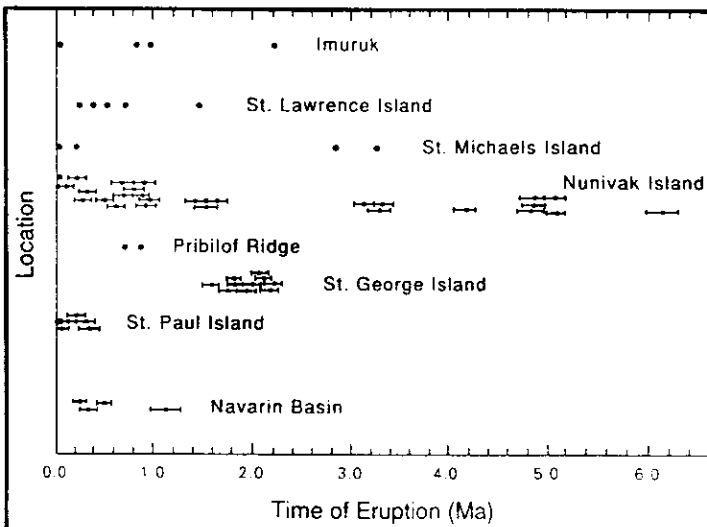 Imuruk
St. Lawrence Island
St. Michaels Island
Nunivak Island
Pribilof Ridge
St. George Island
St. Paul Island
Navarin Basin
Location
0.0 1.0 2.0 3.0 4.0 5.0 6.0
Time of Eruption (Ma)